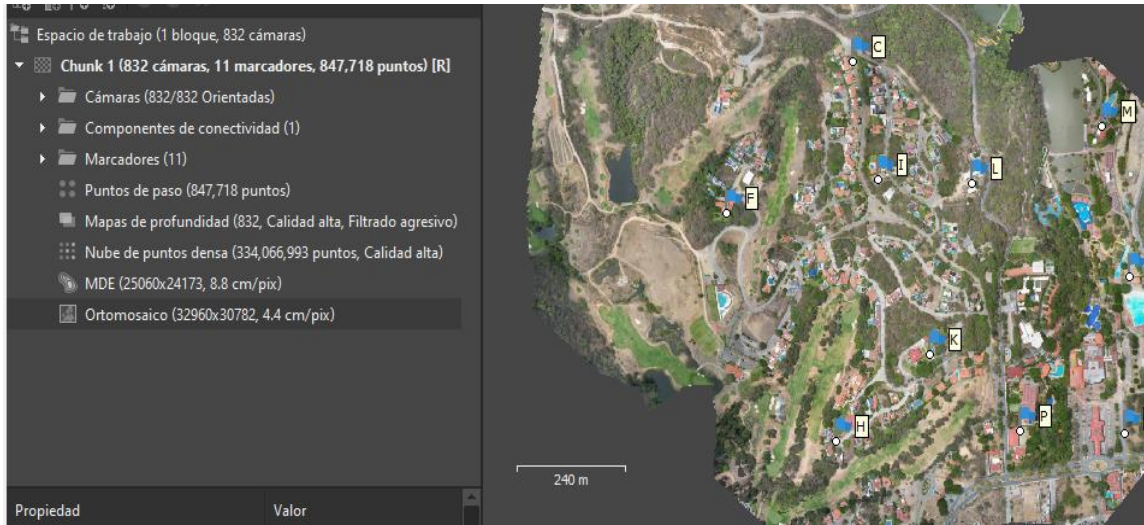 Espacio de trabajo (1 bloque, 832 cámaras)
Chunk 1 (832 cámaras, 11 marcadores, 847,718 puntos) [R]
Cámaras (832/832 Orientadas)
Componentes de conectividad (1)
Marcadores (11)
Puntos de paso (847,718 puntos)
Mapas de profundidad (832, Calidad alta, Filtrado agresivo)
Nube de puntos densa (334,066,993 puntos, Calidad alta)
MDE (25060x24173, 8.8 cm/pix)
Ortomosaico (32960x30782, 4.4 cm/pix)
Propiedad Valor
C
M
I
L
F
K
H
P
240 m